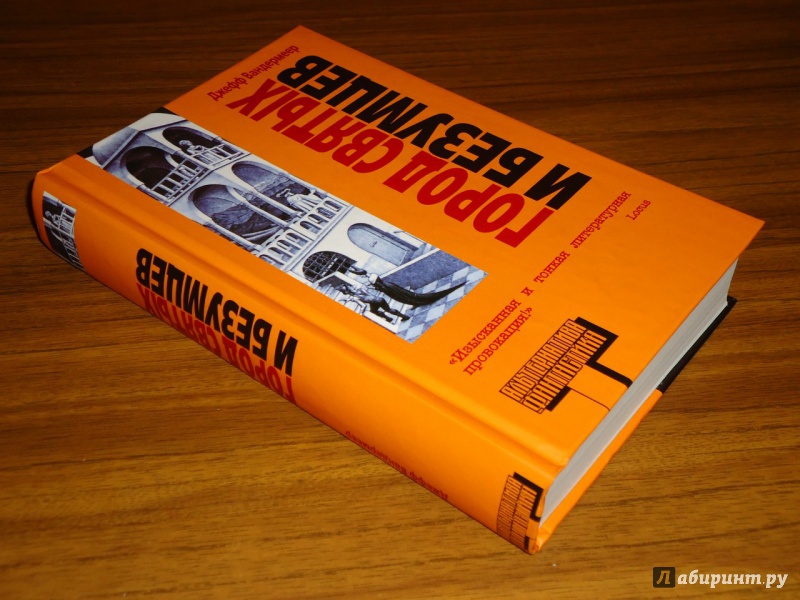 Джефф Вандермеер
ГОРОД СВЯТЫХ
И БЕЗУМЦЕВ
«Изысканная и тонкая литературная
провокация!»
Locus
ГОРОД СВЯТЫХ
И БЕЗУМЦЕВ
Лабиринт.ру